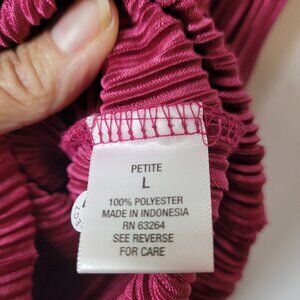 PETITE
L
100% POLYESTER
MADE IN INDONESIA
RN 63264
SEE REVERSE
FOR CARE